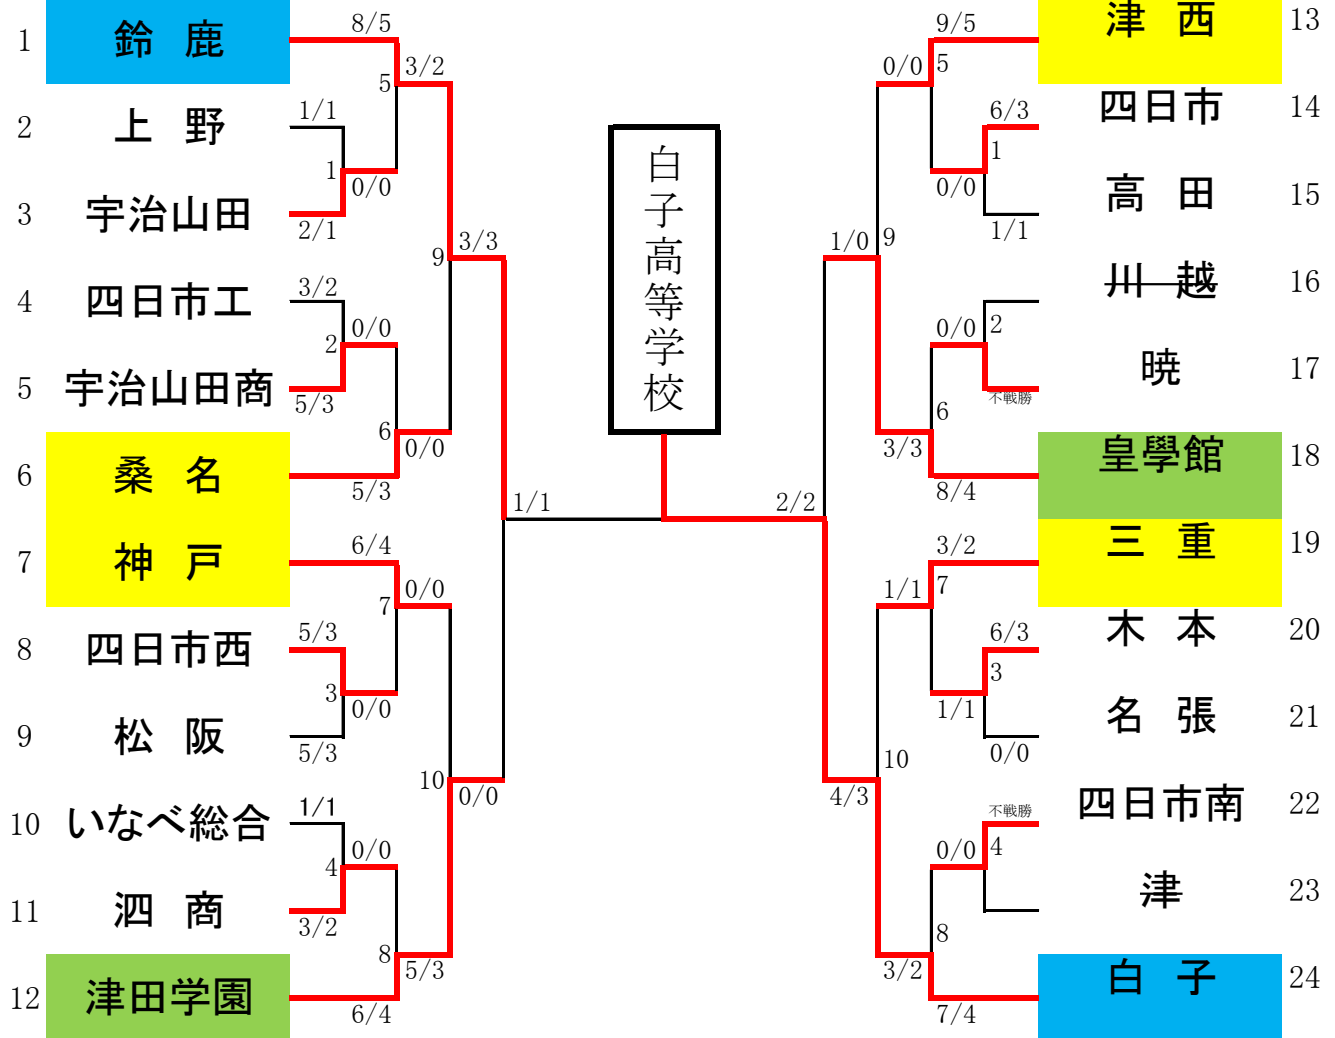 1 鈴 鹿 8/5
5 3/2
2 上 野 1/1
1 0/0
3 宇治山田 2/1
9 3/3
4 四日市工 3/2
2 0/0
5 宇治山田商 5/3
6 0/0
6 桑 名 5/3
1/1
7 神 戸 6/4
7 0/0
8 四日市西 5/3
3 0/0
9 松 阪 5/3
10 0/0
10 いなべ総合 1/1
4 0/0
11 泗 商 3/2
8 5/3
12 津田学園 6/4
白子高等学校
9/5 津 西 13
0/0 5
6/3 四日市 14
1
0/0
高 田 15
1/1
1/0 9
川 越 16
0/0 2
暁 17
不戦勝
6
3/3
皇學館 18
8/4
2/2
3/2 三 重 19
1/1 7
6/3 木 本 20
3
1/1
名 張 21
0/0
10
4/3
不戦勝 四日市南 22
0/0 4
津 23
8
3/2
白 子 24
7/4